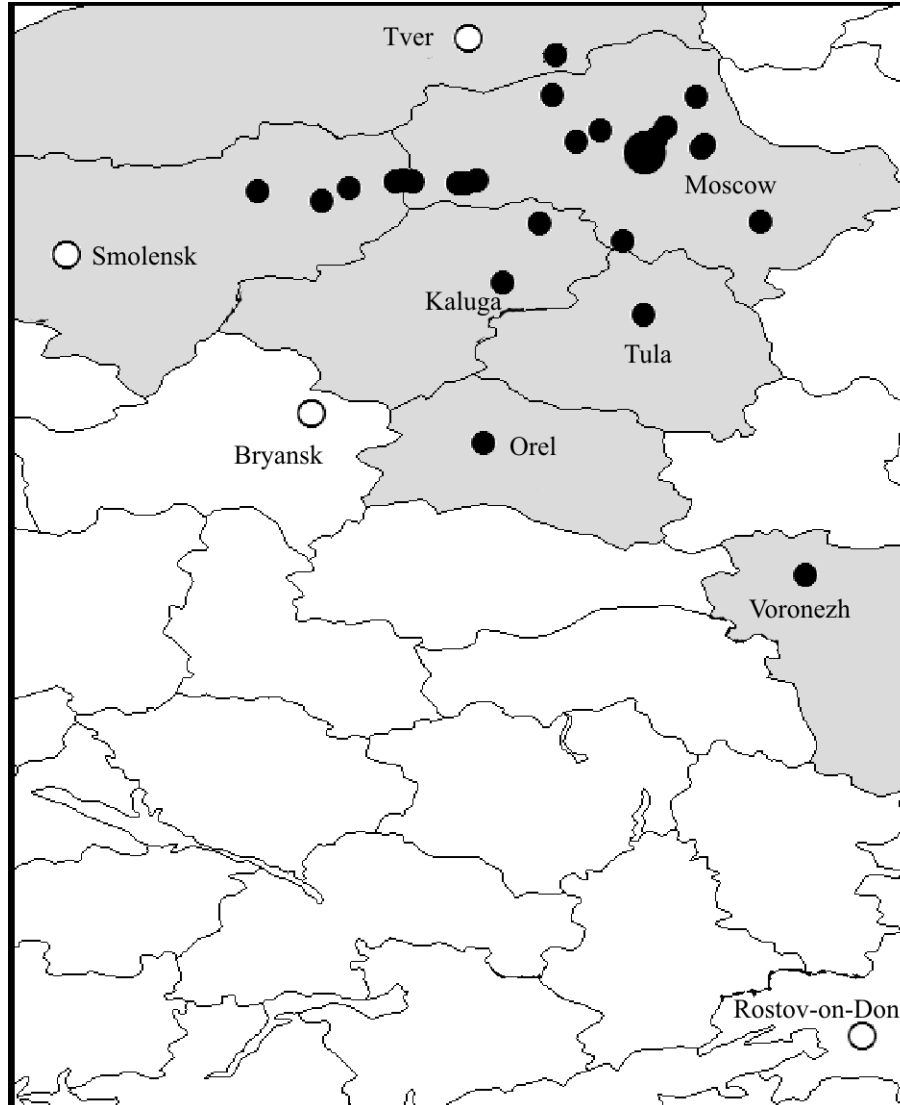 Tver
Moscow
Smolensk
Kaluga
Tula
Bryansk
Orel
Voronezh
Rostov-on-Don